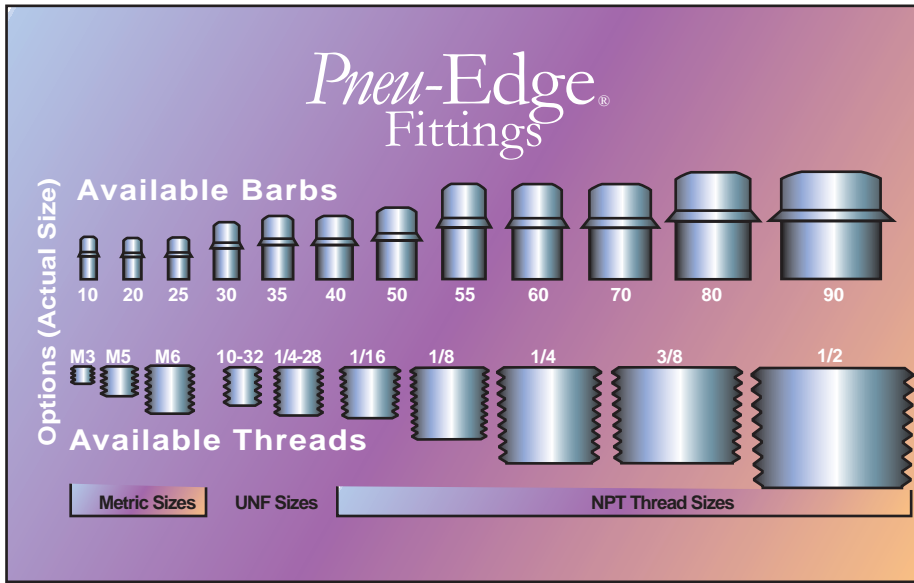 Pneu-Edge®
Fittings
Options (Actual Size)
Available Barbs
10 20 25 30 35 40 50 55 60 70 80 90
M3 M5 M6 10-32 1/4-28 1/16 1/8 1/4 3/8 1/2
Available Threads
Metric Sizes UNF Sizes NPT Thread Sizes